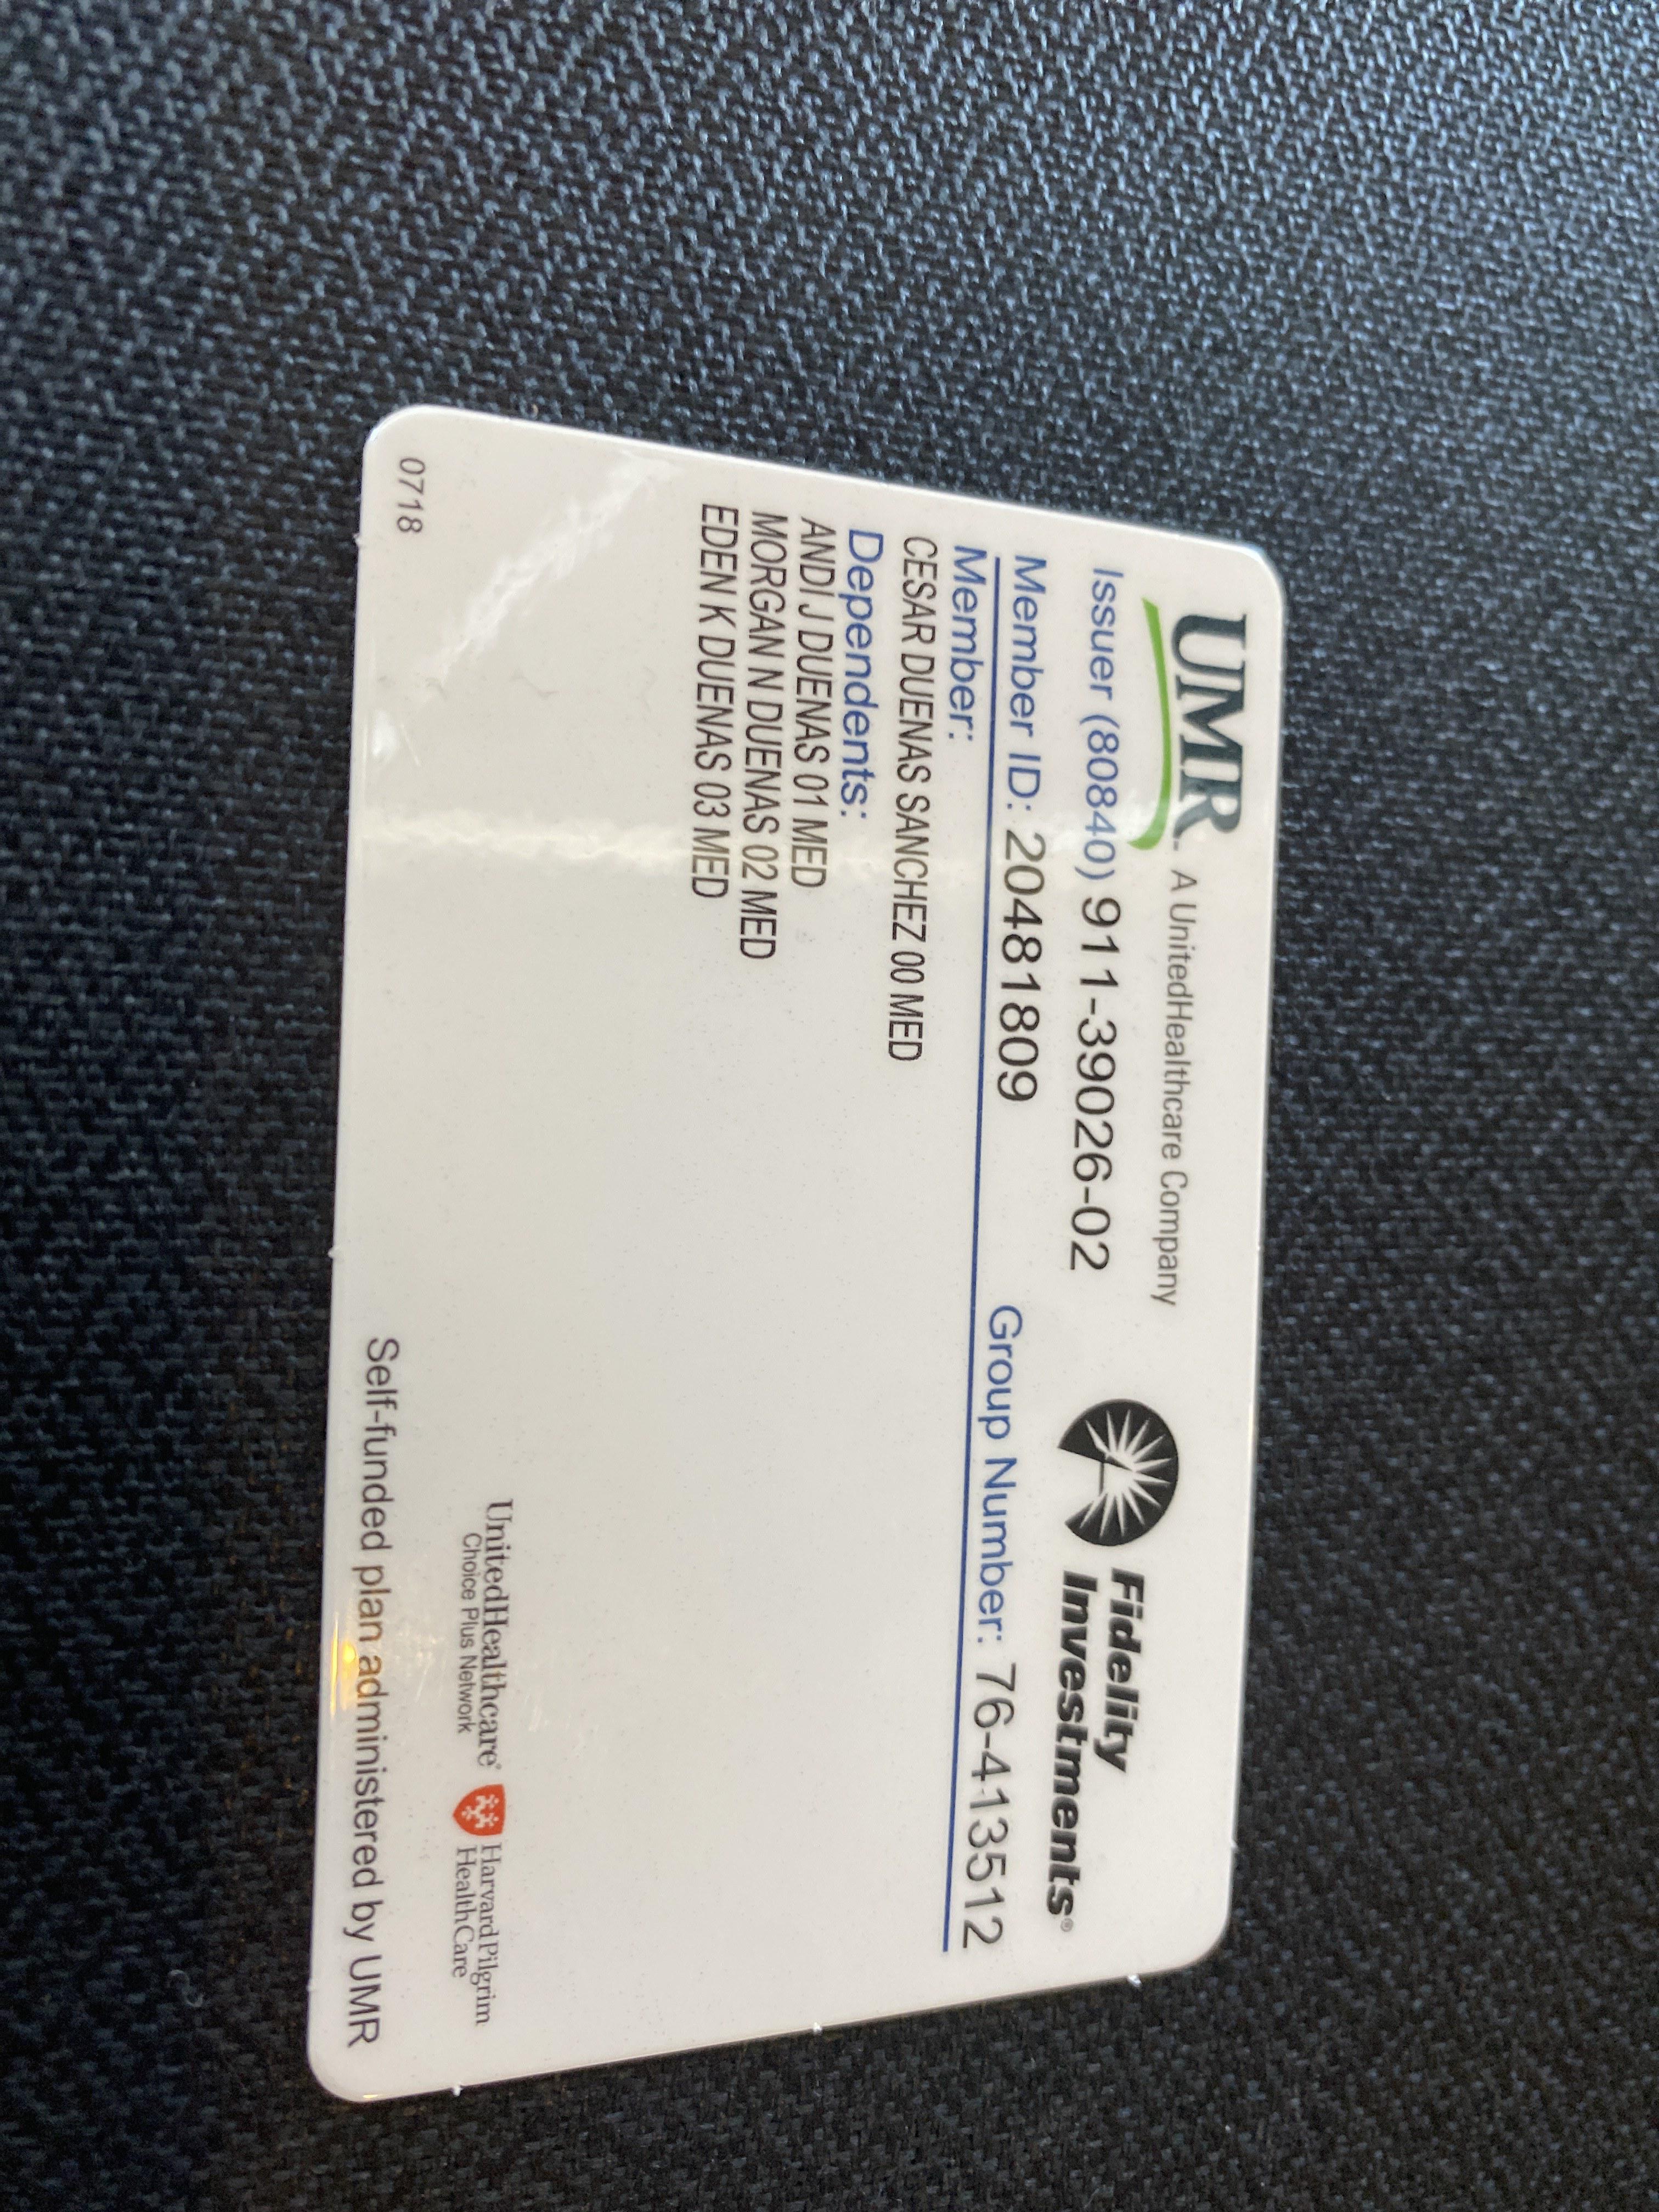 UMR A UnitedHealthcare Company
Fidelity
Investments®
Issuer (80840) 911-39026-02
Member ID: 20481809 Group Number: 76-413512
Member:
CESAR DUENAS SANCHEZ 00 MED
Dependents:
ANDI J DUENAS 01 MED
MORGAN N DUENAS 02 MED
EDEN K DUENAS 03 MED
UnitedHealthcare®
Choice Plus Network
Harvard Pilgrim
HealthCare
0718
Self-funded plan administered by UMR